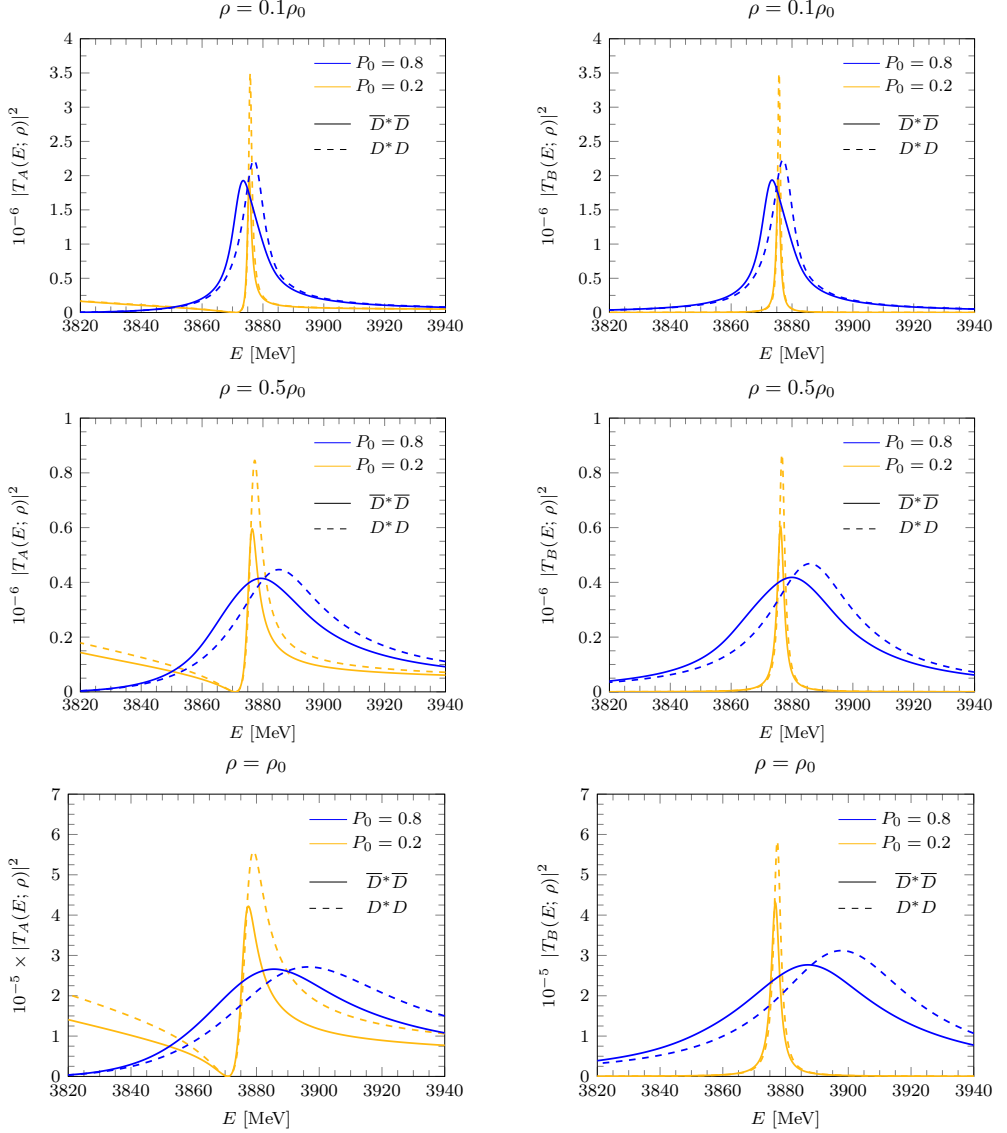 ρ = 0.1ρ₀
10⁻⁶ |T_A(E; ρ)|²
4
3.5
3
2.5
2
1.5
1
0.5
0
P₀ = 0.8
P₀ = 0.2
D̅*D̅
D*D
3820 3840 3860 3880 3900 3920 3940
E [MeV]
ρ = 0.1ρ₀
10⁻⁶ |T_B(E; ρ)|²
4
3.5
3
2.5
2
1.5
1
0.5
0
P₀ = 0.8
P₀ = 0.2
D̅*D̅
D*D
3820 3840 3860 3880 3900 3920 3940
E [MeV]
ρ = 0.5ρ₀
10⁻⁶ |T_A(E; ρ)|²
1
0.8
0.6
0.4
0.2
0
P₀ = 0.8
P₀ = 0.2
D̅*D̅
D*D
3820 3840 3860 3880 3900 3920 3940
E [MeV]
ρ = 0.5ρ₀
10⁻⁶ |T_B(E; ρ)|²
1
0.8
0.6
0.4
0.2
0
P₀ = 0.8
P₀ = 0.2
D̅*D̅
D*D
3820 3840 3860 3880 3900 3920 3940
E [MeV]
ρ = ρ₀
10⁻⁵ × |T_A(E; ρ)|²
7
6
5
4
3
2
1
0
P₀ = 0.8
P₀ = 0.2
D̅*D̅
D*D
3820 3840 3860 3880 3900 3920 3940
E [MeV]
ρ = ρ₀
10⁻⁵ |T_B(E; ρ)|²
7
6
5
4
3
2
1
0
P₀ = 0.8
P₀ = 0.2
D̅*D̅
D*D
3820 3840 3860 3880 3900 3920 3940
E [MeV]